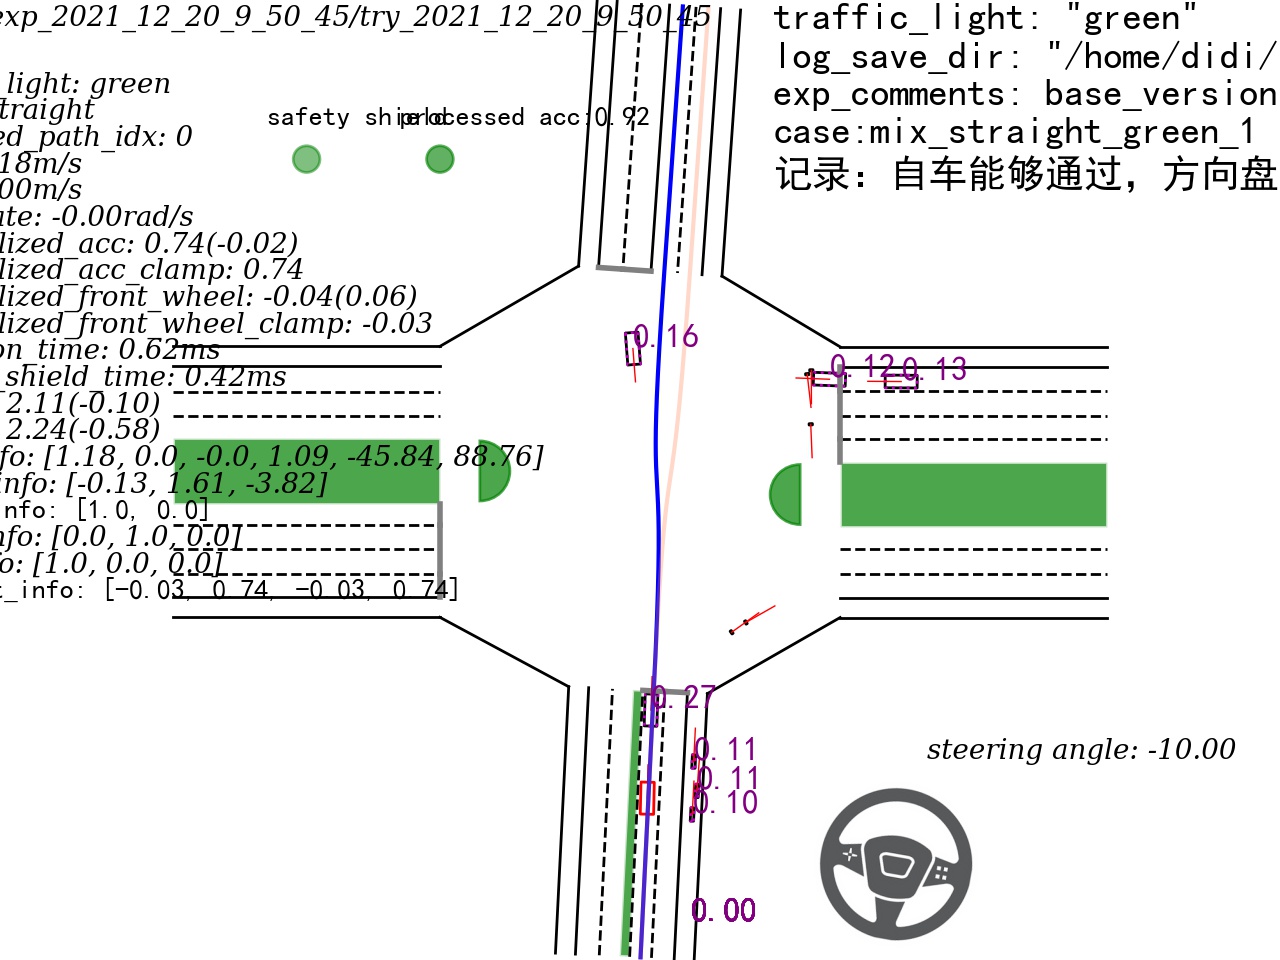 exp_2021_12_20_9_50_45/try_2021_12_20_9_50_45
traffic_light: "green"
log_save_dir: "/home/didi/
exp_comments: base_version
case:mix_straight_green_1
记录：自车能够通过，方向盘
light: green
traight
ed_path_idx: 0
18m/s
00m/s
ate: -0.00rad/s
lized_acc: 0.74(-0.02)
lized_acc_clamp: 0.74
lized_front_wheel: -0.04(0.06)
lized_front_wheel_clamp: -0.03
on_time: 0.62ms
shield_time: 0.42ms
2.11(-0.10)
2.24(-0.58)
fo: [1.18, 0.0, -0.0, 1.09, -45.84, 88.76]
info: [-0.13, 1.61, -3.82]
nfo: [1.0, 0.0]
nfo: [0.0, 1.0, 0.0]
o: [1.0, 0.0, 0.0]
t_info: [-0.03, 0.74, -0.03, 0.74]
safety shield
processed acc:0.92
0.16
0.12
0.13
0.27
0.11
0.11
0.10
0.00
steering angle: -10.00